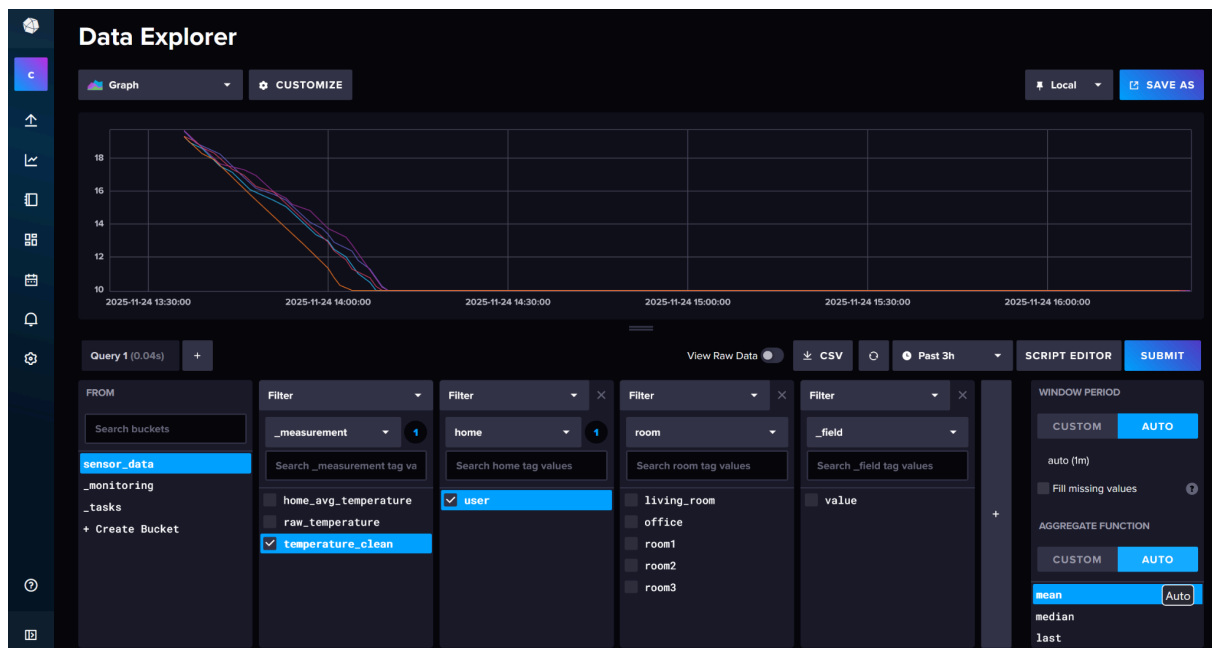 Data Explorer
C
Graph
CUSTOMIZE
Local
SAVE AS
18
16
14
12
10
2025-11-24 13:30:00
2025-11-24 14:00:00
2025-11-24 14:30:00
2025-11-24 15:00:00
2025-11-24 15:30:00
2025-11-24 16:00:00
Query 1 (0.04s)
+
View Raw Data
CSV
Past 3h
SCRIPT EDITOR
SUBMIT
FROM
Search buckets
sensor_data
_monitoring
_tasks
+ Create Bucket
Filter
_measurement
1
Search _measurement tag va
home_avg_temperature
raw_temperature
temperature_clean
Filter
home
1
Search home tag values
user
Filter
room
Search room tag values
living_room
office
room1
room2
room3
Filter
_field
Search _field tag values
value
+
WINDOW PERIOD
CUSTOM
AUTO
auto (1m)
Fill missing values
?
AGGREGATE FUNCTION
CUSTOM
AUTO
mean
Auto
median
last
?